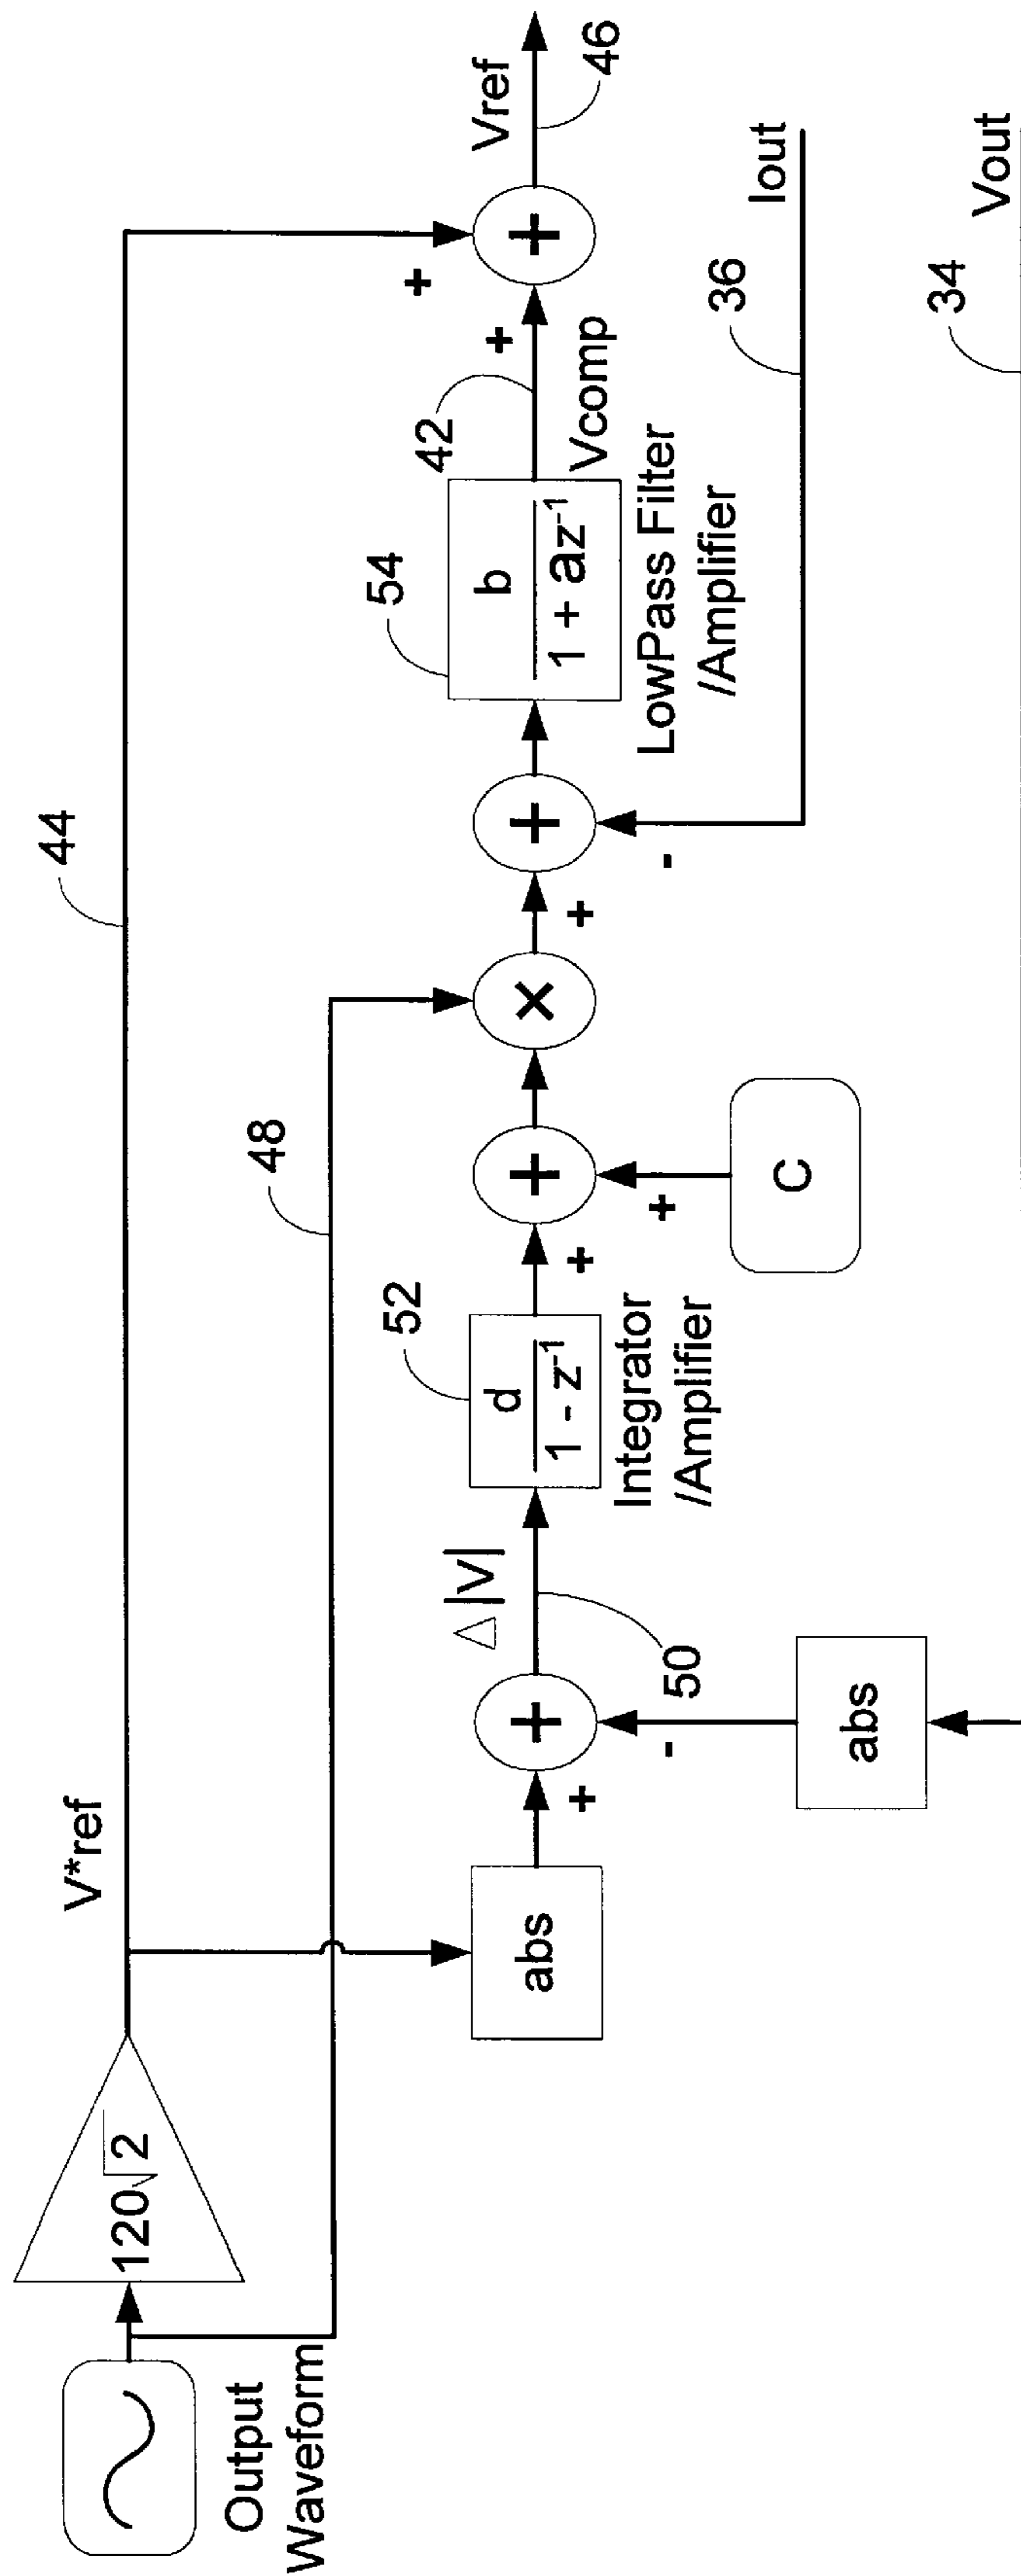 Output
Waveform
120√2
V*ref
44
48
abs
+
+
-
abs
△|V|
50
52
d
1 - z⁻¹
Integrator
/Amplifier
+
+
+
C
×
+
+
-
54
b
1 + az⁻¹
LowPass Filter
/Amplifier
42
Vcomp
+
+
+
Vref
46
36
Iout
34
Vout